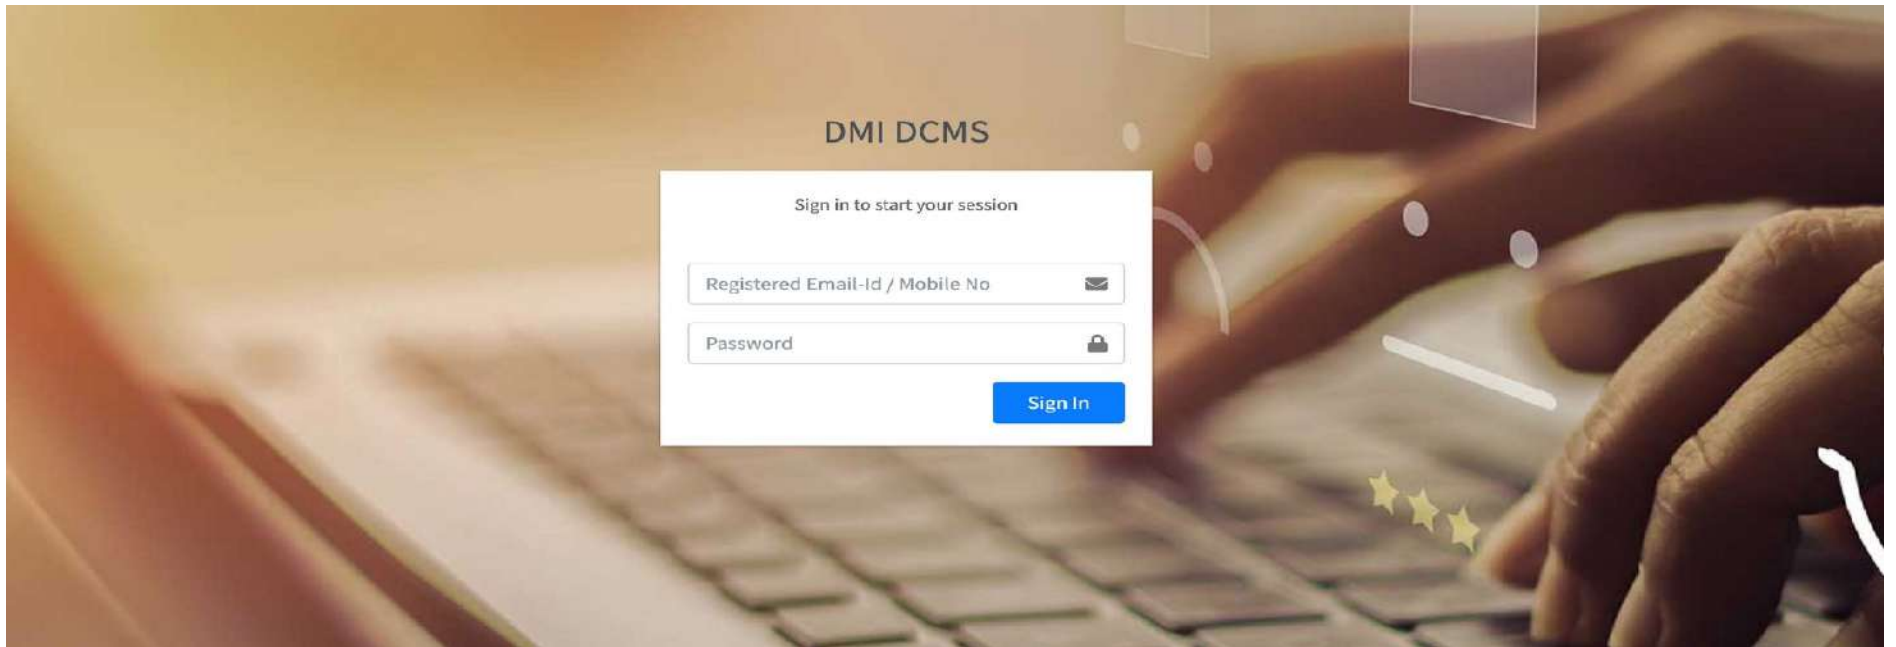 DMI DCMS
Sign in to start your session
Registered Email-Id / Mobile No
Password
Sign In